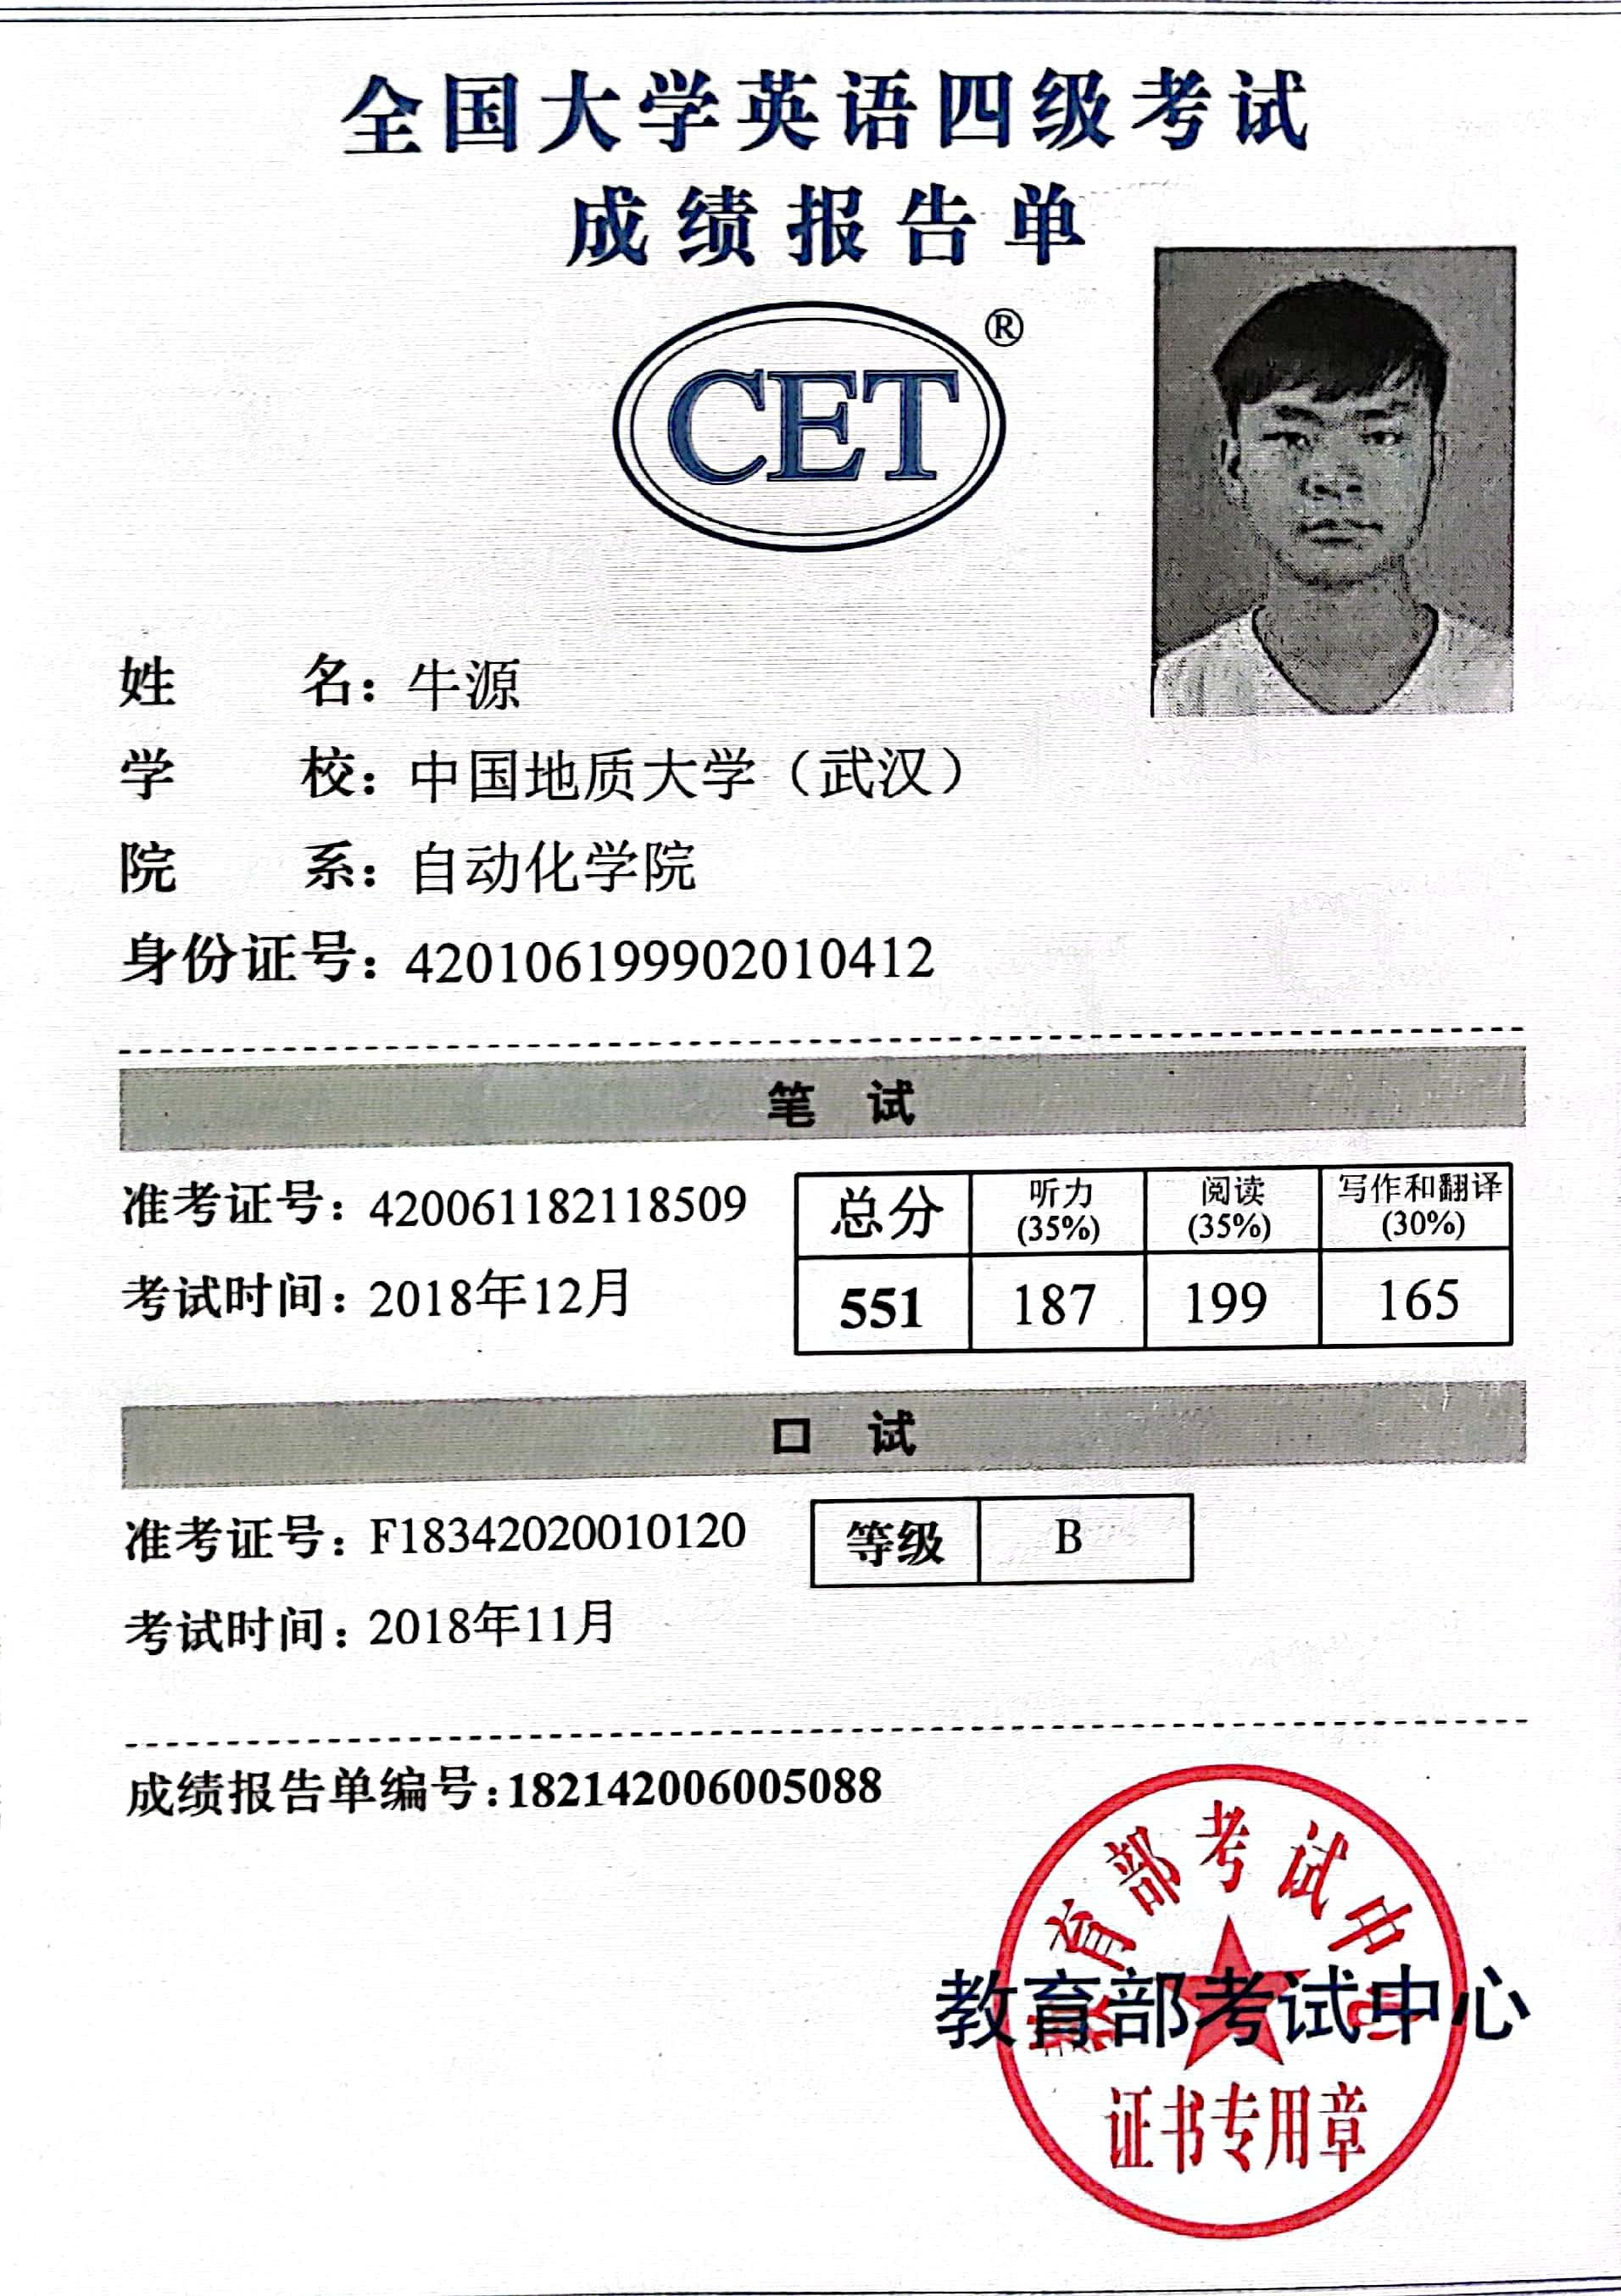 全国大学英语四级考试
成绩报告单
CET®
姓 名：牛源
学 校：中国地质大学（武汉）
院 系：自动化学院
身份证号：420106199902010412
笔 试
准考证号：420061182118509
考试时间：2018年12月
总分 听力(35%) 阅读(35%) 写作和翻译(30%)
551 187 199 165
口 试
准考证号：F18342020010120
等级 B
考试时间：2018年11月
成绩报告单编号：182142006005088
教育部考试中心
教育部考试中心
证书专用章